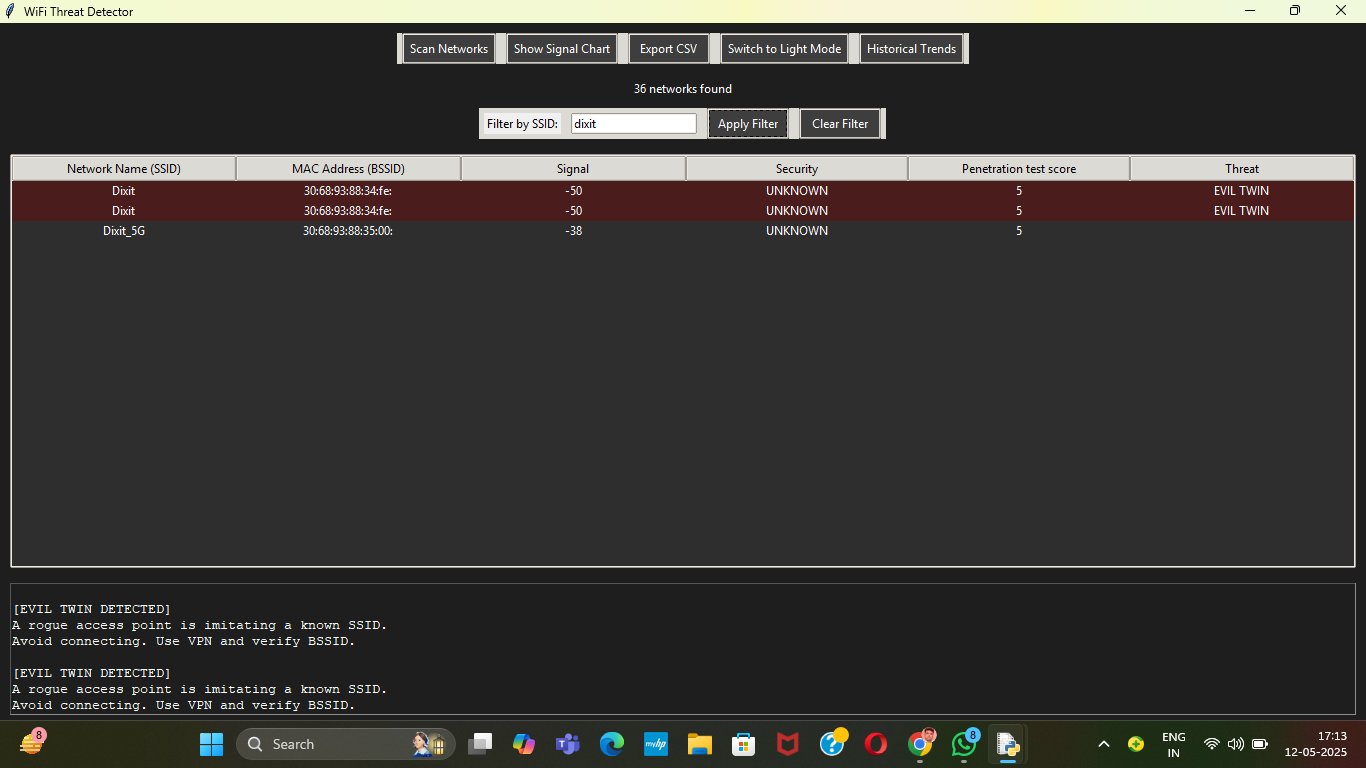 WiFi Threat Detector
Scan Networks Show Signal Chart Export CSV Switch to Light Mode Historical Trends
36 networks found
Filter by SSID: dixit Apply Filter Clear Filter
Network Name (SSID) MAC Address (BSSID) Signal Security Penetration test score Threat
Dixit 30:68:93:88:34:fe: -50 UNKNOWN 5 EVIL TWIN
Dixit 30:68:93:88:34:fe: -50 UNKNOWN 5 EVIL TWIN
Dixit_5G 30:68:93:88:35:00: -38 UNKNOWN 5
[EVIL TWIN DETECTED]
A rogue access point is imitating a known SSID.
Avoid connecting. Use VPN and verify BSSID.
[EVIL TWIN DETECTED]
A rogue access point is imitating a known SSID.
Avoid connecting. Use VPN and verify BSSID.
8 Search myhp 8 ENG 17:13
IN 12-05-2025